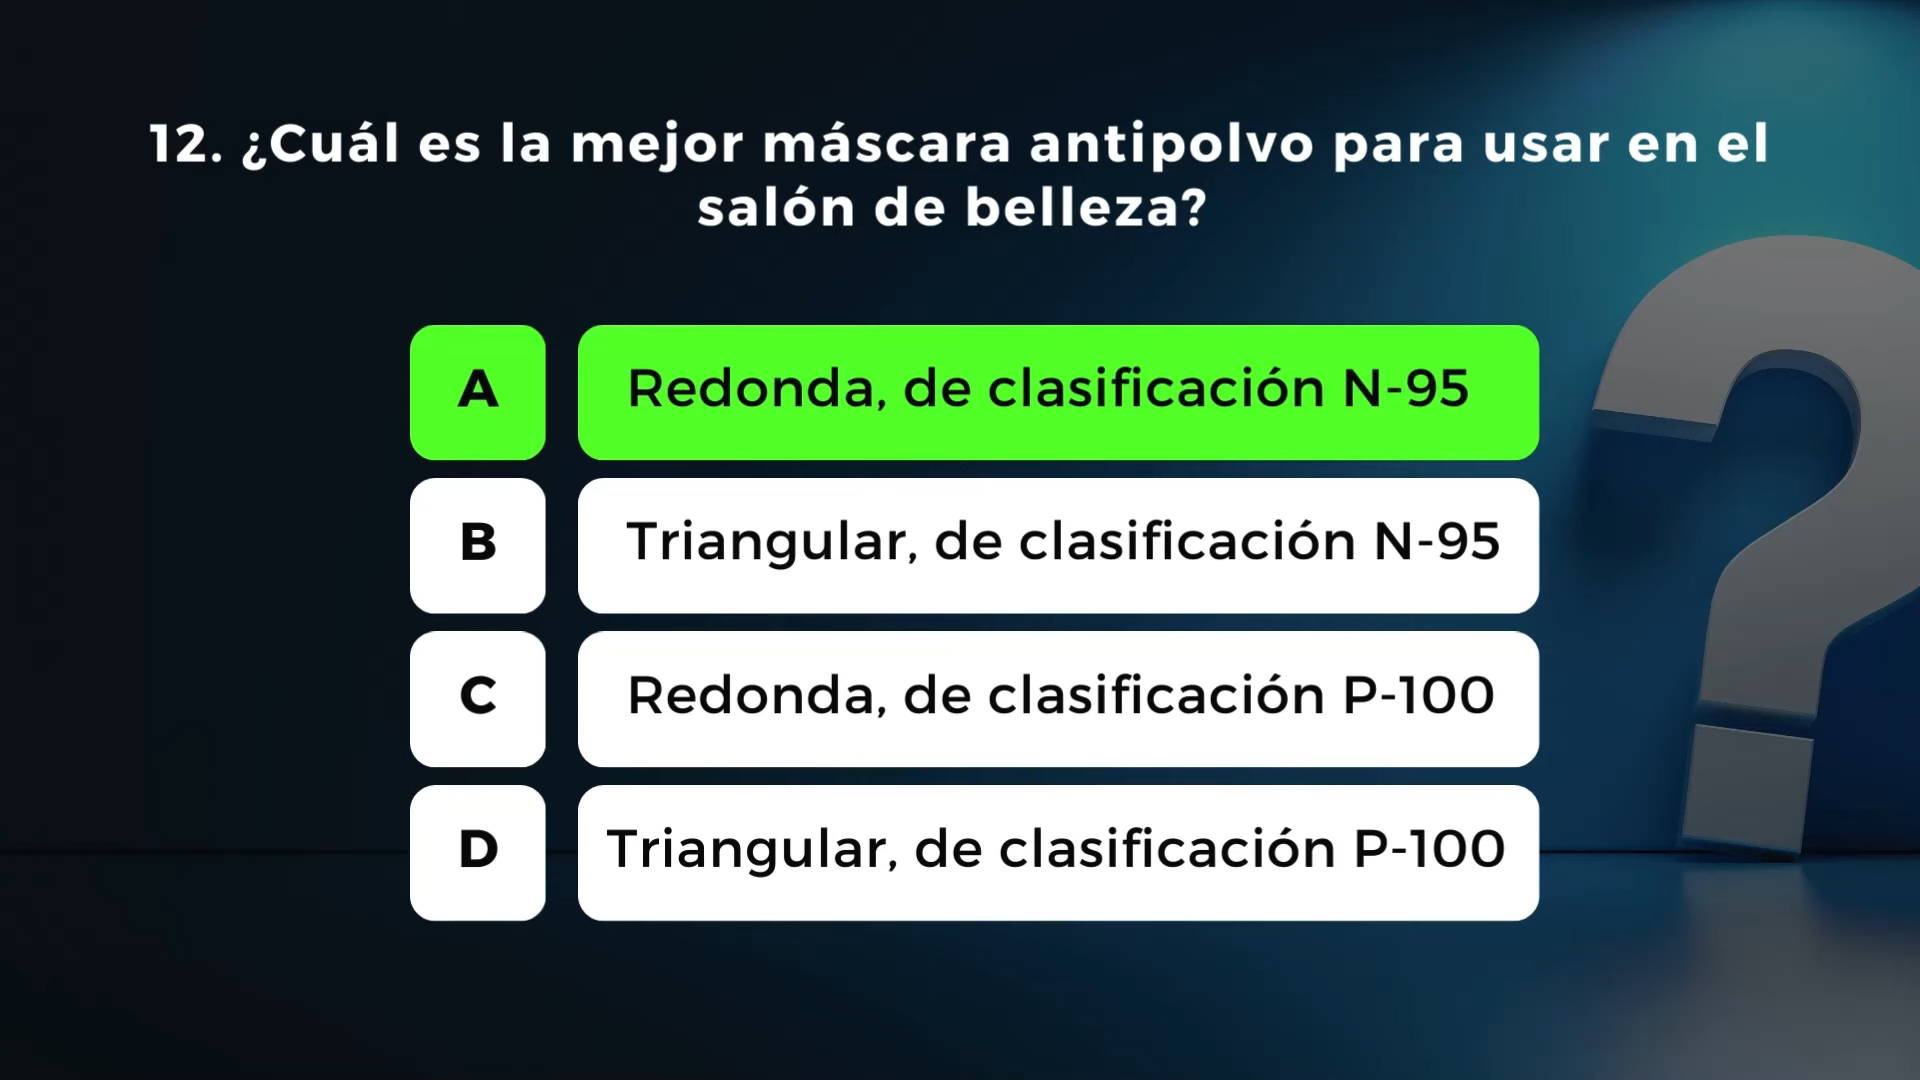 12. ¿Cuál es la mejor máscara antipolvo para usar en el
salón de belleza?
A
Redonda, de clasificación N-95
B
Triangular, de clasificación N-95
C
Redonda, de clasificación P-100
D
Triangular, de clasificación P-100